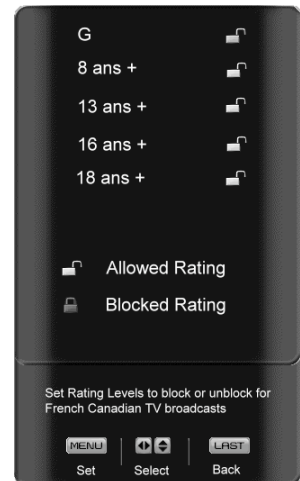 G
8 ans +
13 ans +
16 ans +
18 ans +
Allowed Rating
Blocked Rating
Set Rating Levels to block or unblock for
French Canadian TV broadcasts
MENU LAST
Set Select Back